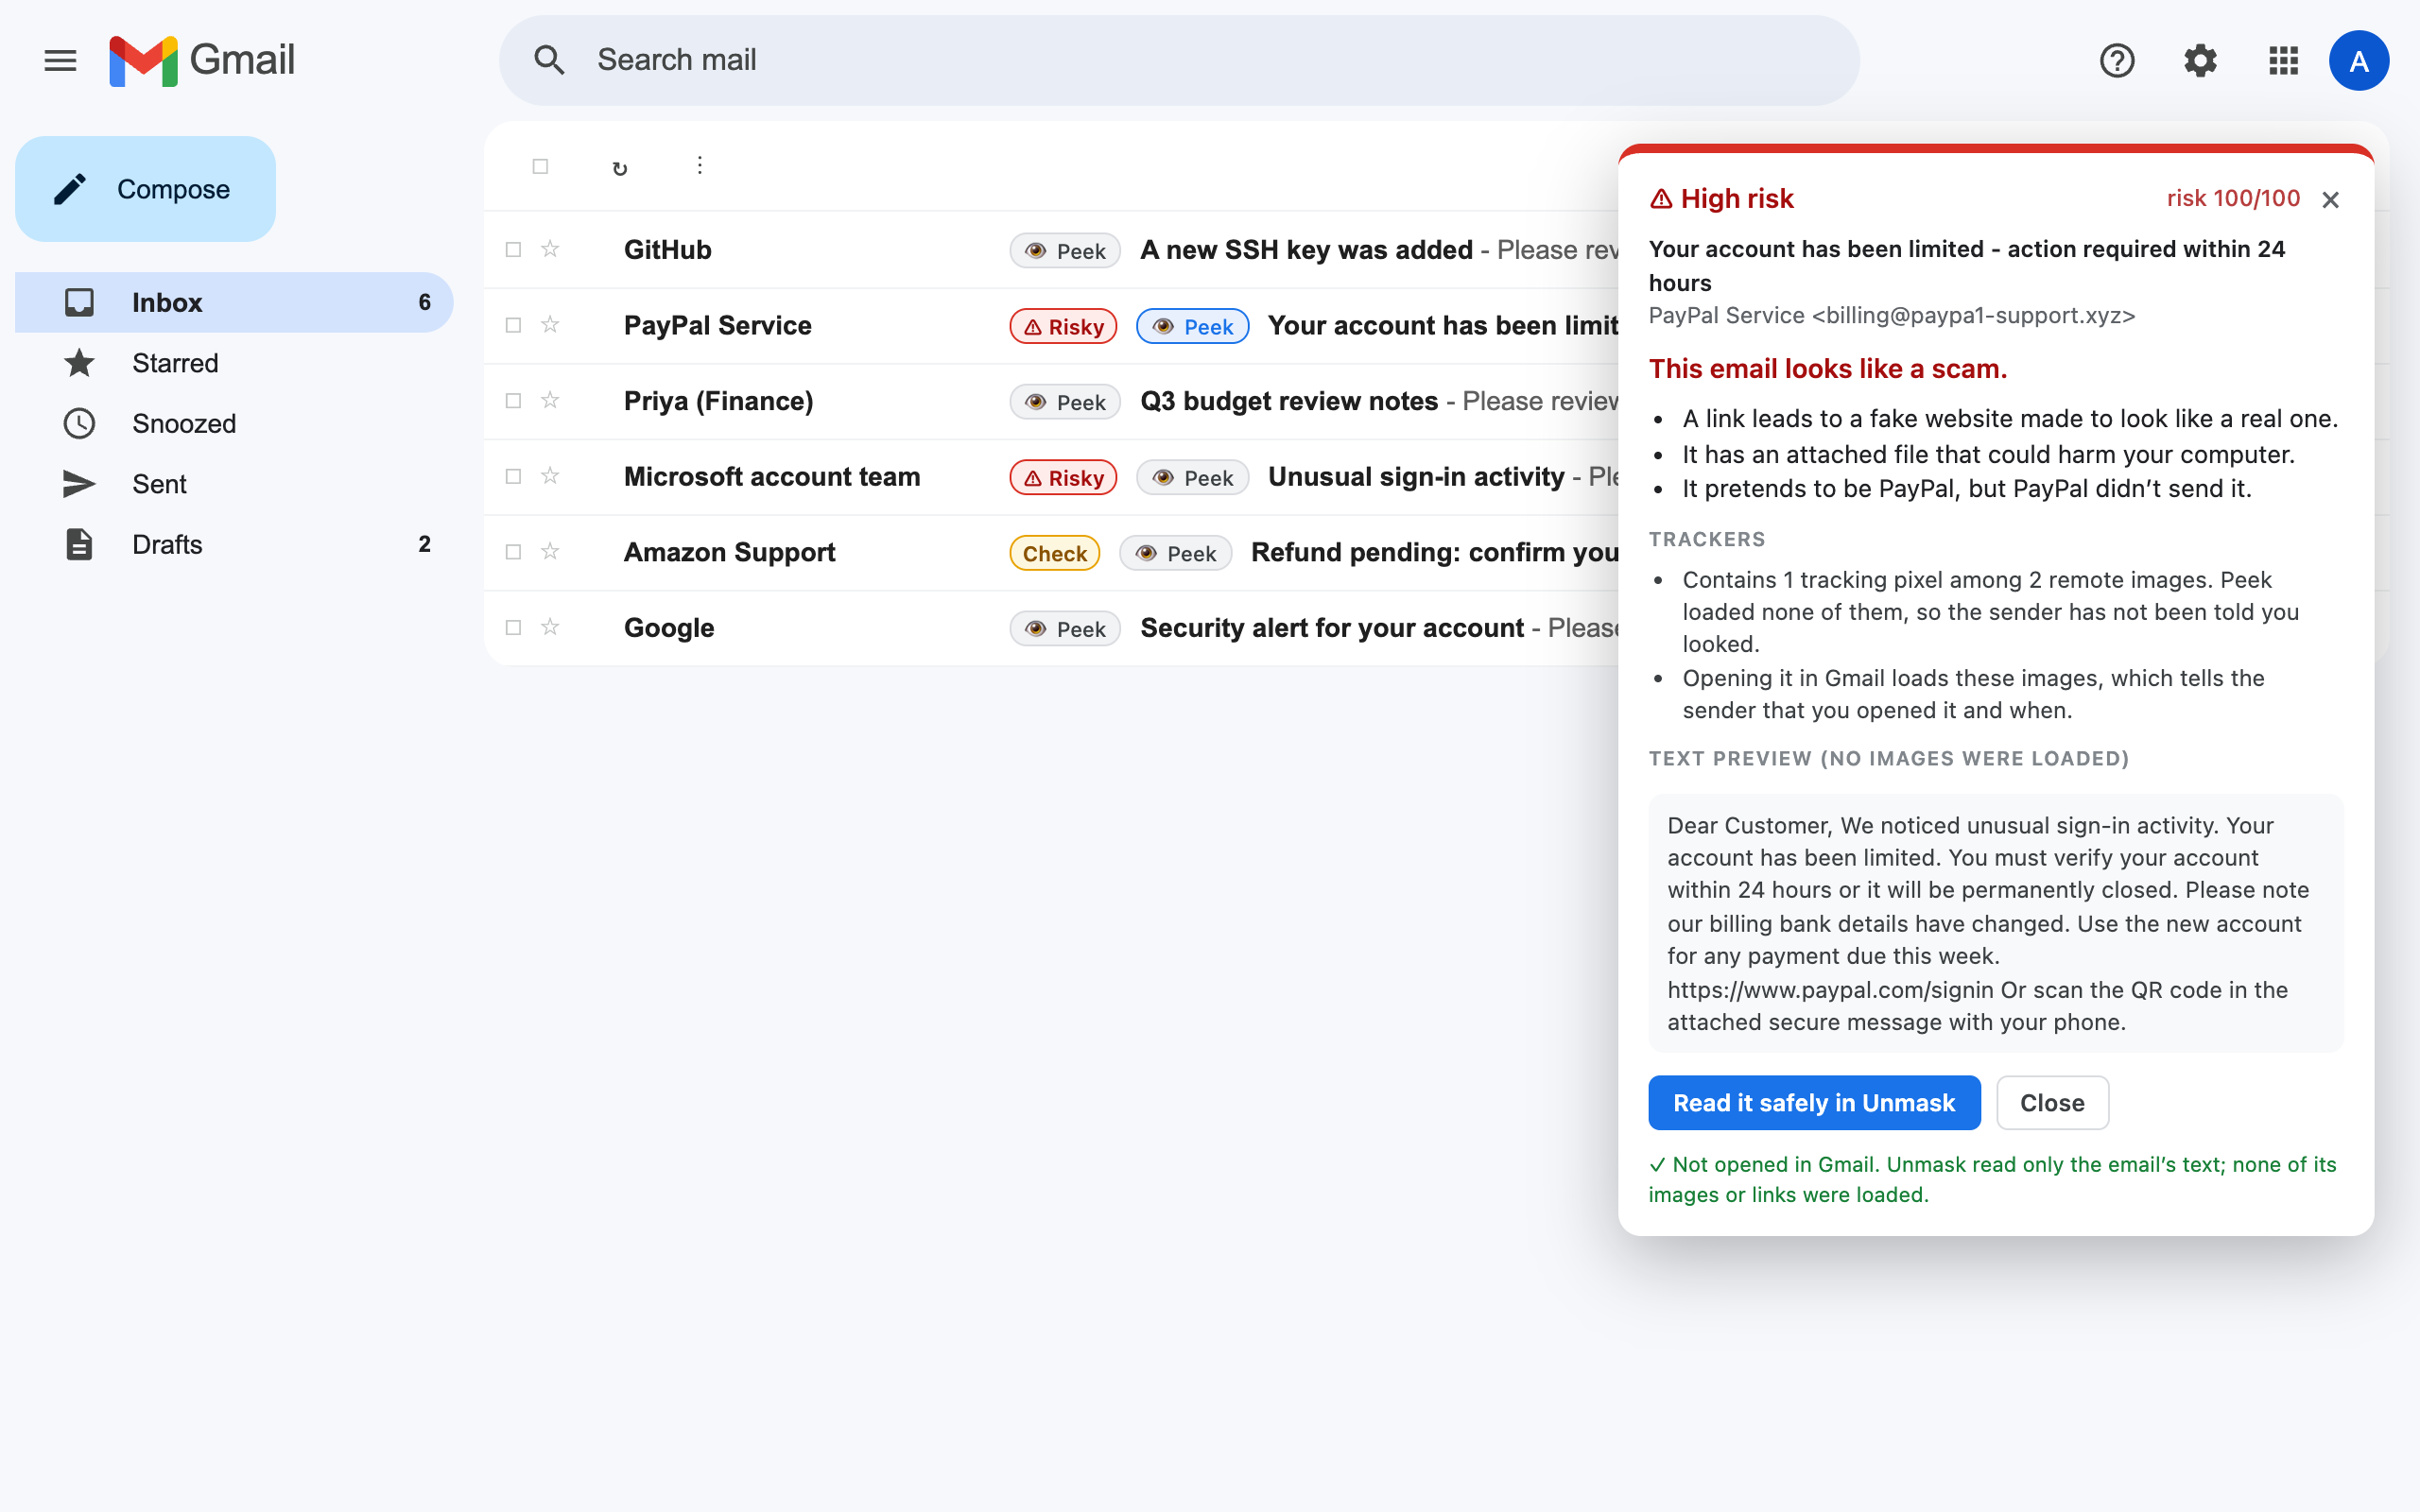 Gmail
Search mail
A
Compose
Inbox 6
Starred
Snoozed
Sent
Drafts 2
GitHub Peek A new SSH key was added - Please rev
PayPal Service Risky Peek Your account has been limit
Priya (Finance) Peek Q3 budget review notes - Please review
Microsoft account team Risky Peek Unusual sign-in activity - Ple
Amazon Support Check Peek Refund pending: confirm you
Google Peek Security alert for your account - Please
High risk risk 100/100
Your account has been limited - action required within 24
hours
PayPal Service <billing@paypa1-support.xyz>
This email looks like a scam.
• A link leads to a fake website made to look like a real one.
• It has an attached file that could harm your computer.
• It pretends to be PayPal, but PayPal didn’t send it.
TRACKERS
• Contains 1 tracking pixel among 2 remote images. Peek
loaded none of them, so the sender has not been told you
looked.
• Opening it in Gmail loads these images, which tells the
sender that you opened it and when.
TEXT PREVIEW (NO IMAGES WERE LOADED)
Dear Customer, We noticed unusual sign-in activity. Your
account has been limited. You must verify your account
within 24 hours or it will be permanently closed. Please note
our billing bank details have changed. Use the new account
for any payment due this week.
https://www.paypal.com/signin Or scan the QR code in the
attached secure message with your phone.
Read it safely in Unmask Close
✓ Not opened in Gmail. Unmask read only the email’s text; none of its
images or links were loaded.